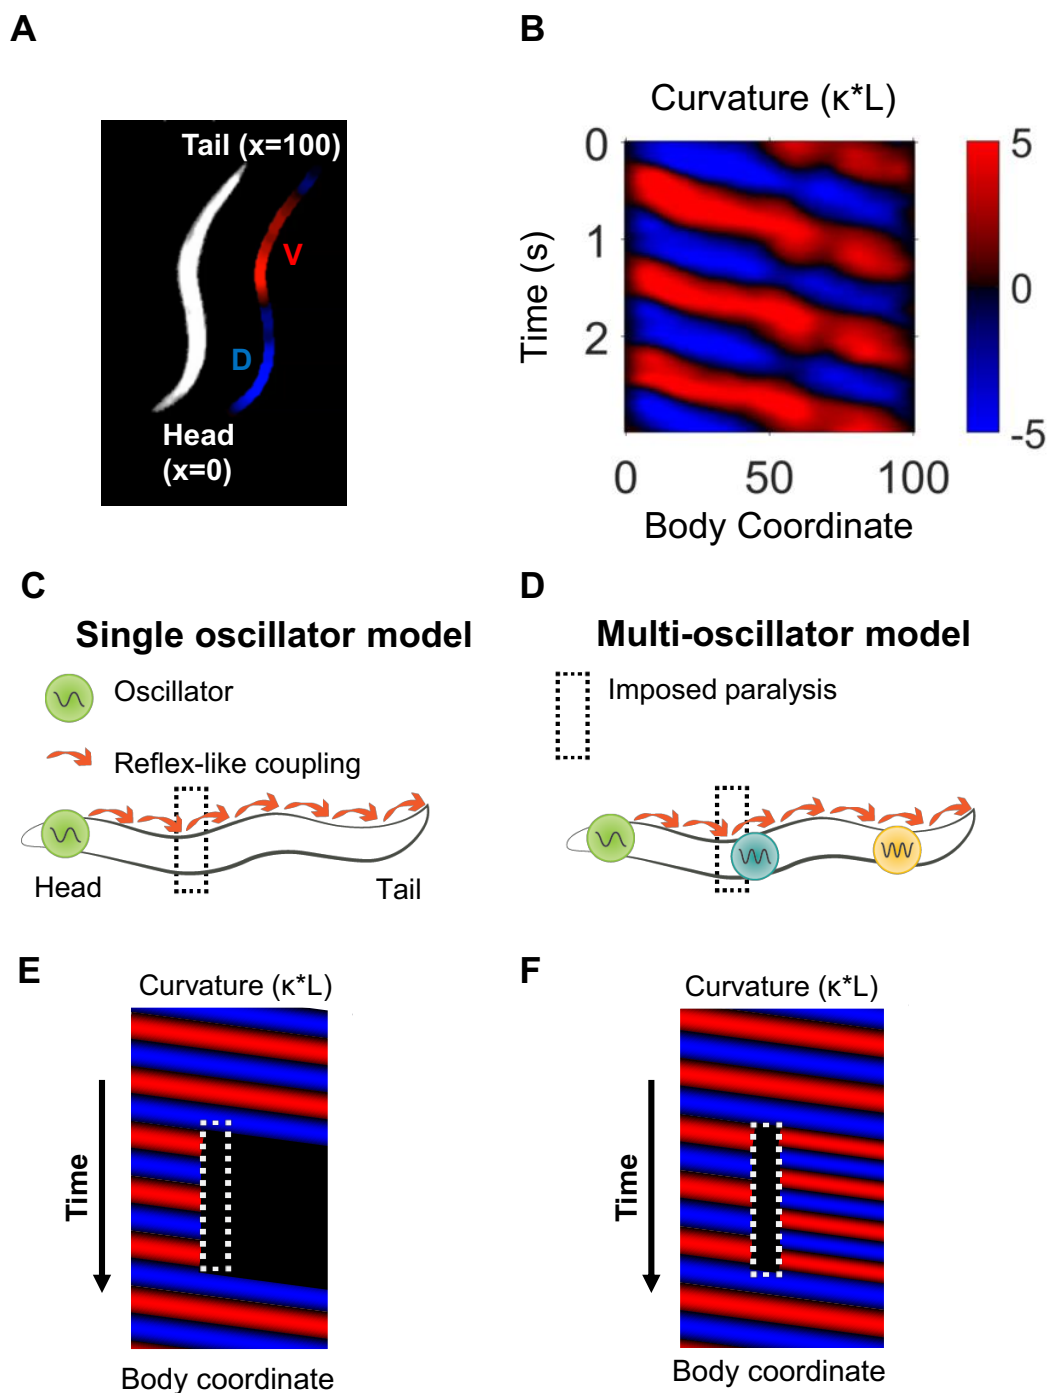 A
Tail (x=100)
V
D
Head
(x=0)
B
Curvature (κ*L)
0
1
2
Time (s)
0
50
100
Body Coordinate
5
0
-5
C
Single oscillator model
Oscillator
Reflex-like coupling
Head
Tail
D
Multi-oscillator model
Imposed paralysis
E
Curvature (κ*L)
Time
Body coordinate
F
Curvature (κ*L)
Time
Body coordinate